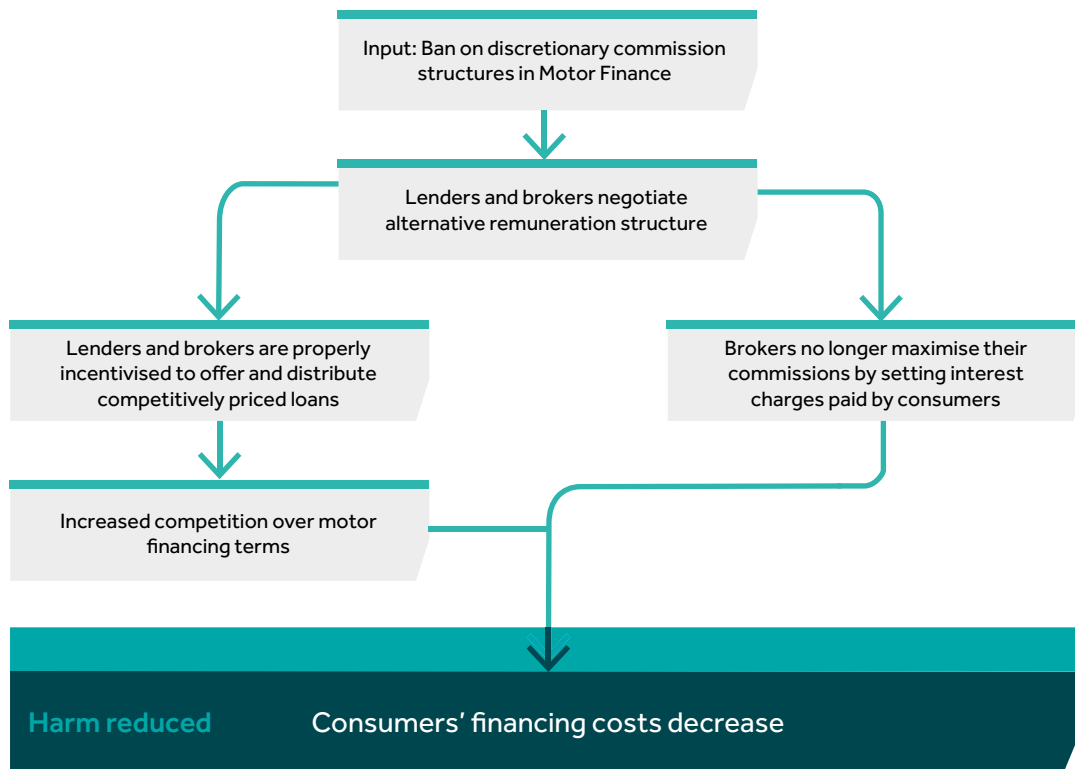 Input: Ban on discretionary commission
structures in Motor Finance
Lenders and brokers negotiate
alternative remuneration structure
Lenders and brokers are properly
incentivised to offer and distribute
competitively priced loans
Brokers no longer maximise their
commissions by setting interest
charges paid by consumers
Increased competition over motor
financing terms
Harm reduced Consumers’ financing costs decrease